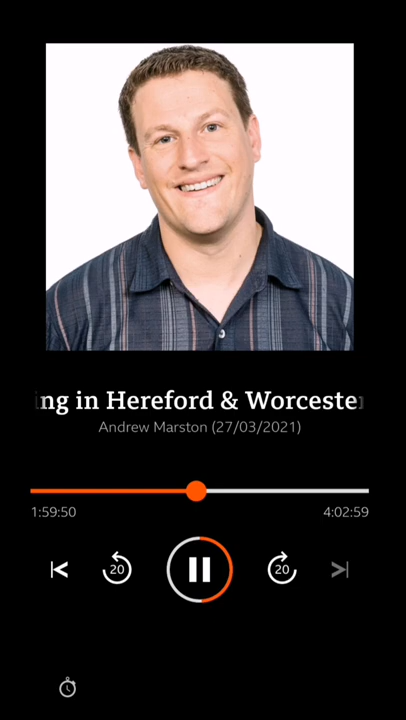 ing in Hereford & Worcester
Andrew Marston (27/03/2021)
1:59:50
4:02:59
20
20